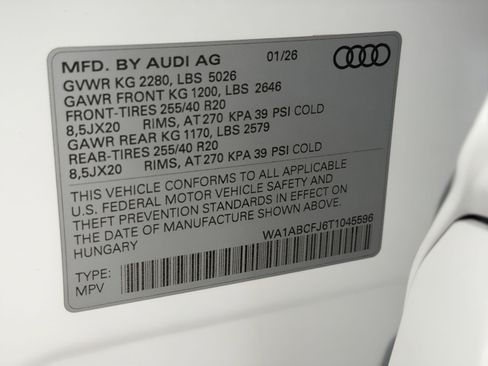 MFD. BY AUDI AG 01/26
GVWR KG 2280, LBS 5026
GAWR FRONT KG 1200, LBS 2646
FRONT-TIRES 255/40 R20
8,5JX20 RIMS, AT 270 KPA 39 PSI COLD
GAWR REAR KG 1170, LBS 2579
REAR-TIRES 255/40 R20
8,5JX20 RIMS, AT 270 KPA 39 PSI COLD
THIS VEHICLE CONFORMS TO ALL APPLICABLE
U.S. FEDERAL MOTOR VEHICLE SAFETY AND
THEFT PREVENTION STANDARDS IN EFFECT ON
THE DATE OF MANUFACTURE SHOWN ABOVE.
HUNGARY WA1ABCFJ6T1045596
TYPE:
MPV